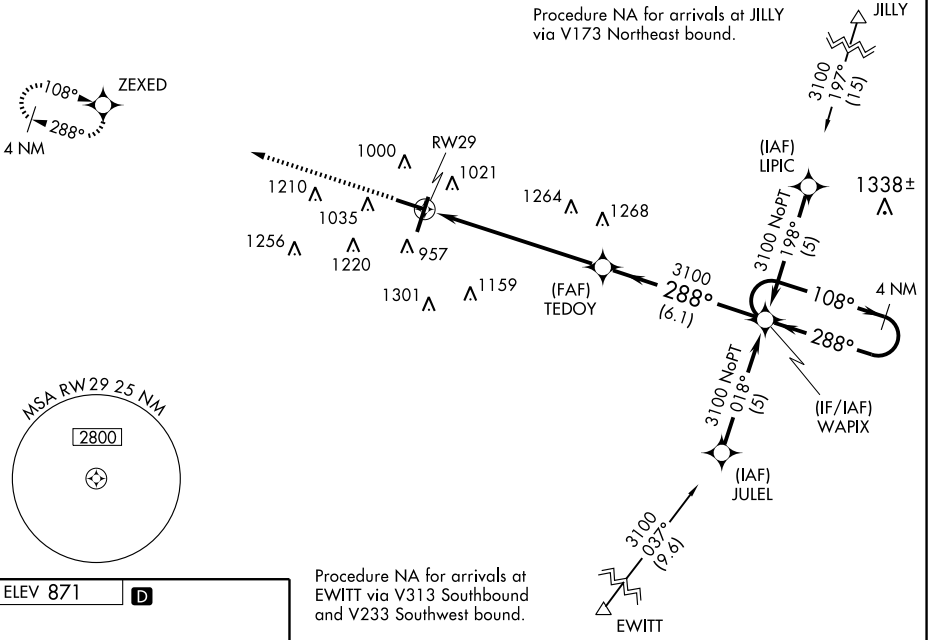 Procedure NA for arrivals at JILLY
via V173 Northeast bound.
JILLY
3100
197°
(15)
ZEXED
108°
288°
4 NM
RW29
1000
1021
1210
1035
1264
1268
1256
1220
957
1301
1159
(IAF)
LIPIC
1338±
3100 NoPT
198°
(5)
(FAF)
TEDOY
3100
288°
(6.1)
108°
4 NM
288°
3100 NoPT
018°
(5)
(IF/IAF)
WAPIX
(IAF)
JULEL
MSA RW29 25 NM
2800
3100
037°
(9.6)
EWITT
Procedure NA for arrivals at
EWITT via V313 Southbound
and V233 Southwest bound.
ELEV 871 D